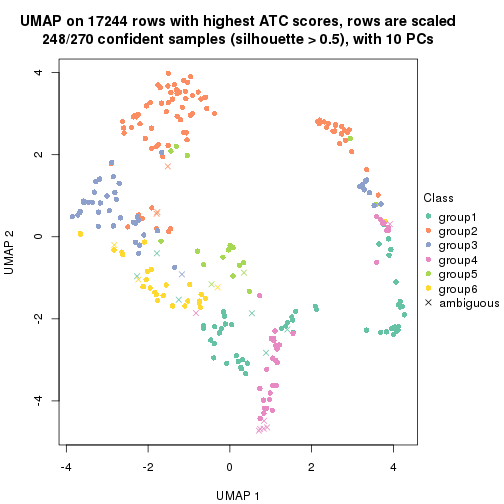 UMAP on 17244 rows with highest ATC scores, rows are scaled
248/270 confident samples (silhouette > 0.5), with 10 PCs
4
2
0
-2
-4
UMAP 2
-4
-2
0
2
4
UMAP 1
Class
group1
group2
group3
group4
group5
group6
ambiguous